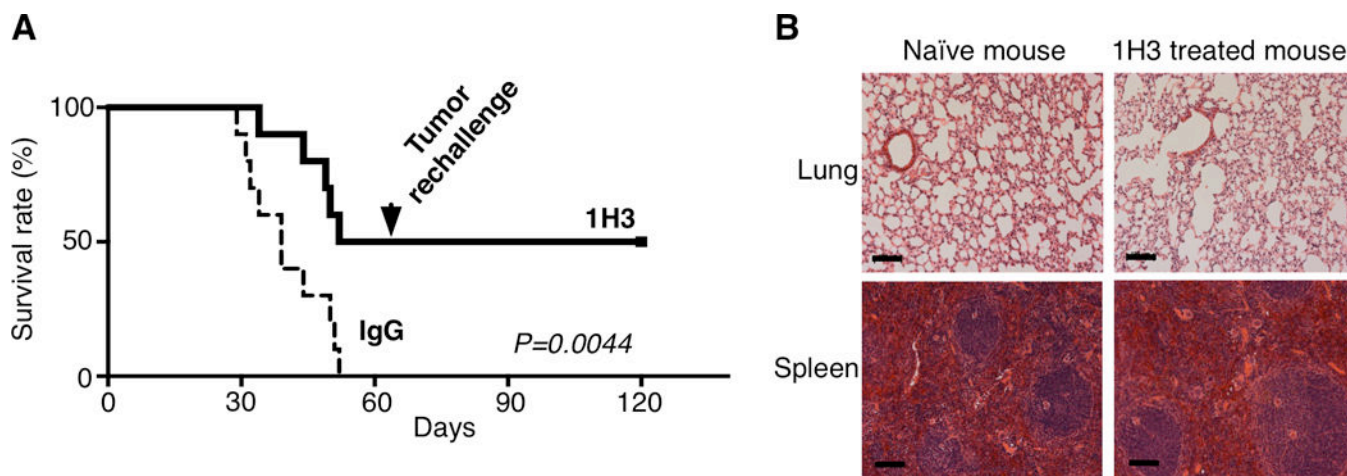 A
Survival rate (%)
100
50
0
0
30
60
90
120
Days
Tumor
rechallenge
1H3
IgG
P=0.0044
B
Naïve mouse
1H3 treated mouse
Lung
Spleen